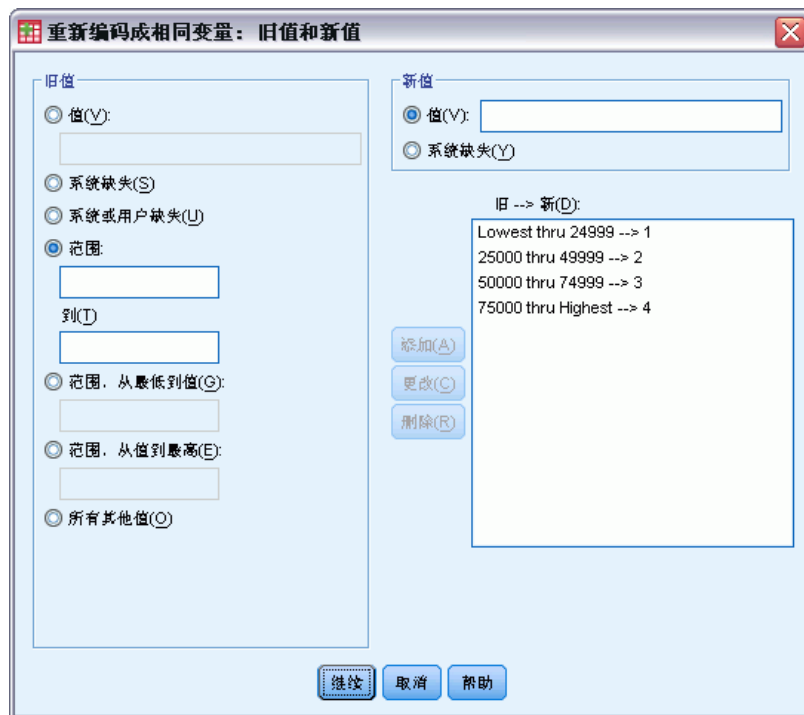 重新编码成相同变量: 旧值和新值
旧值
值(V):
系统缺失(S)
系统或用户缺失(U)
范围:
到(T)
范围，从最低到值(G):
范围，从值到最高(E):
所有其他值(O)
新值
值(V):
系统缺失(Y)
旧 --> 新(D):
Lowest thru 24999 --> 1
25000 thru 49999 --> 2
50000 thru 74999 --> 3
75000 thru Highest --> 4
添加(A)
更改(C)
删除(R)
继续
取消
帮助